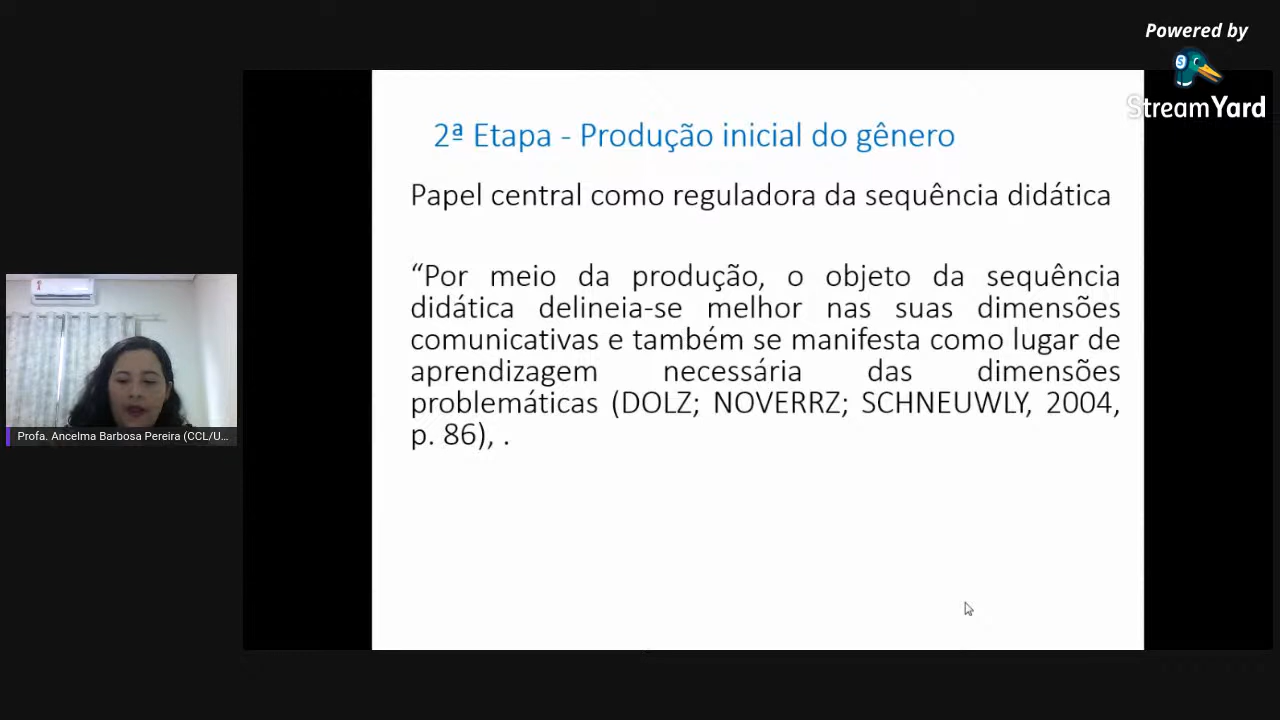 Powered by
StreamYard
2ª Etapa - Produção inicial do gênero
Papel central como reguladora da sequência didática
“Por meio da produção, o objeto da sequência
didática delineia-se melhor nas suas dimensões
comunicativas e também se manifesta como lugar de
aprendizagem necessária das dimensões
problemáticas (DOLZ; NOVERRZ; SCHNEUWLY, 2004,
p. 86), .
Profa. Ancelma Barbosa Pereira (CCL/U...